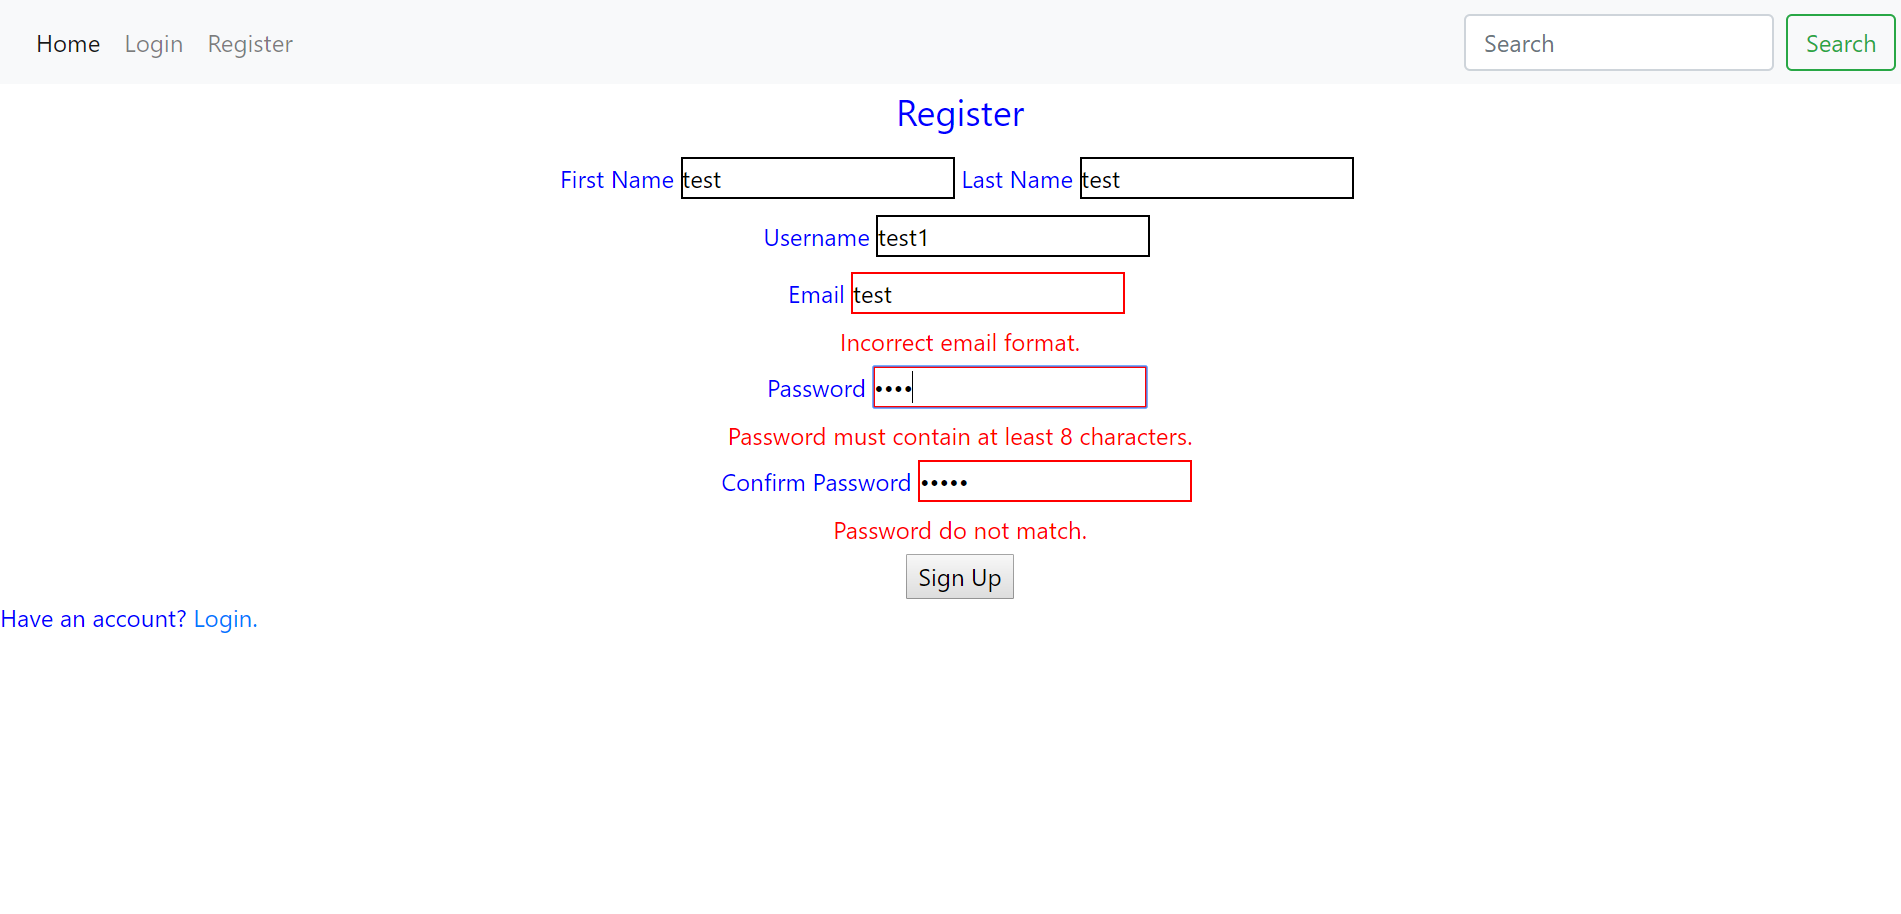 Home Login Register Search Search
Register
First Name test Last Name test
Username test1
Email test
Incorrect email format.
Password ••••
Password must contain at least 8 characters.
Confirm Password •••••
Password do not match.
Sign Up
Have an account? Login.